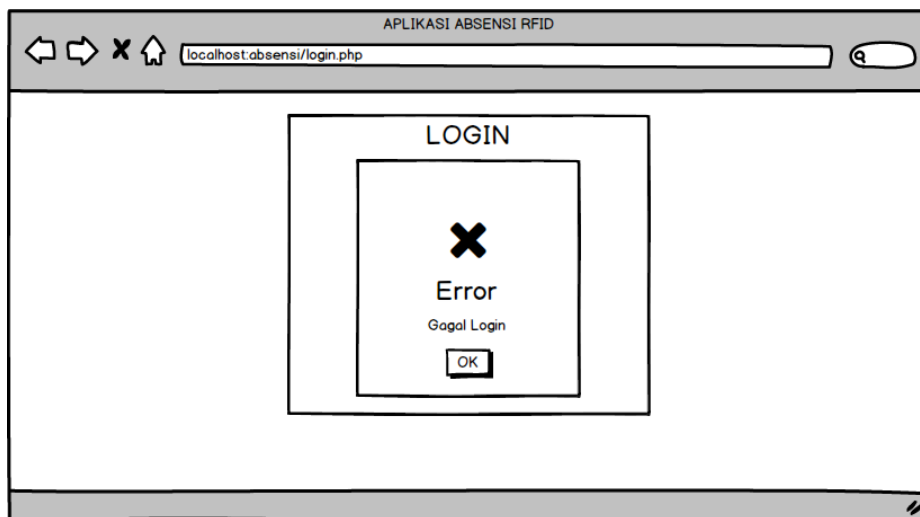 APLIKASI ABSENSI RFID
localhost:absensi/login.php
LOGIN
Error
Gagal Login
OK